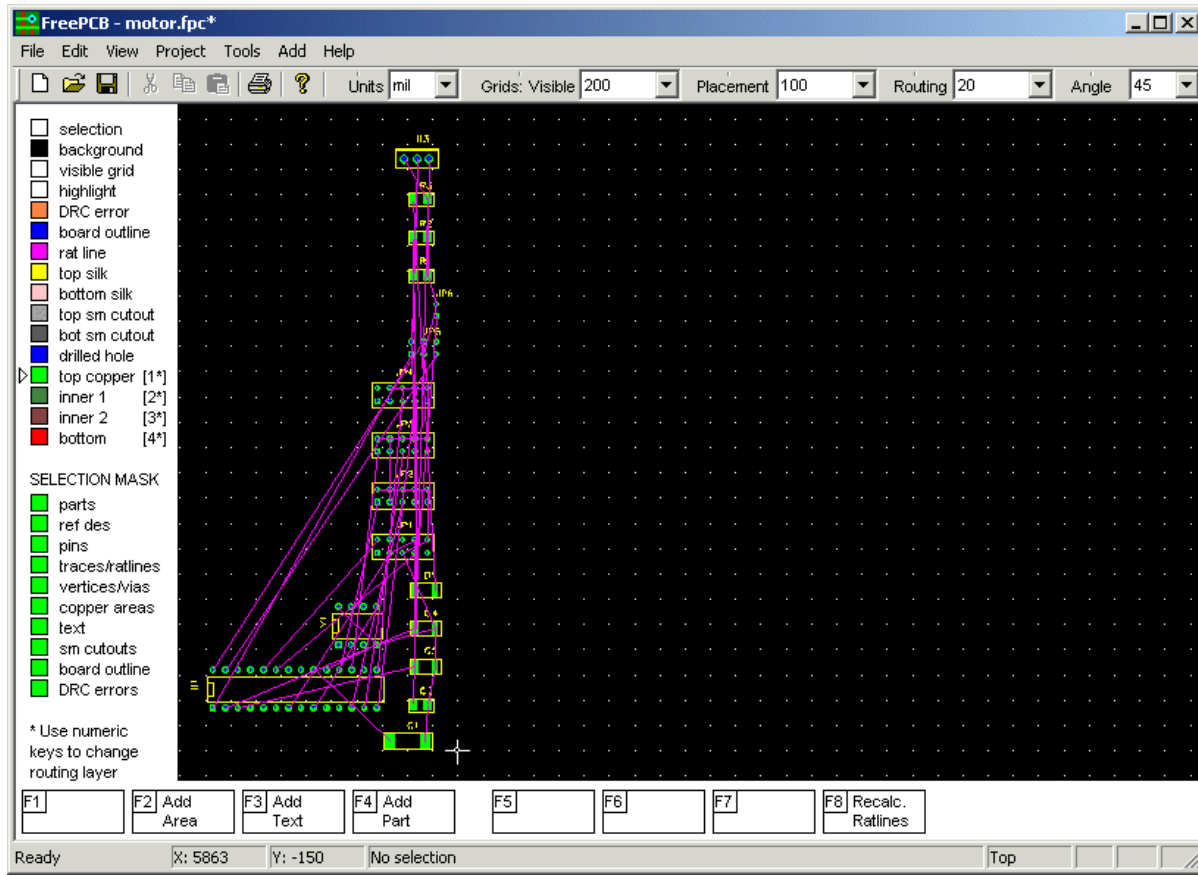 FreePCB - motor.fpc*
File Edit View Project Tools Add Help
Units mil Grids: Visible 200 Placement 100 Routing 20 Angle 45
selection
background
visible grid
highlight
DRC error
board outline
rat line
top silk
bottom silk
top sm cutout
bot sm cutout
drilled hole
top copper [1*]
inner 1 [2*]
inner 2 [3*]
bottom [4*]
SELECTION MASK
parts
ref des
pins
traces/ratlines
vertices/vias
copper areas
text
sm cutouts
board outline
DRC errors
* Use numeric
keys to change
routing layer
JP6
C1
F1
F2 Add Area
F3 Add Text
F4 Add Part
F5
F6
F7
F8 Recalc. Ratlines
Ready X: 5863 Y: -150 No selection Top